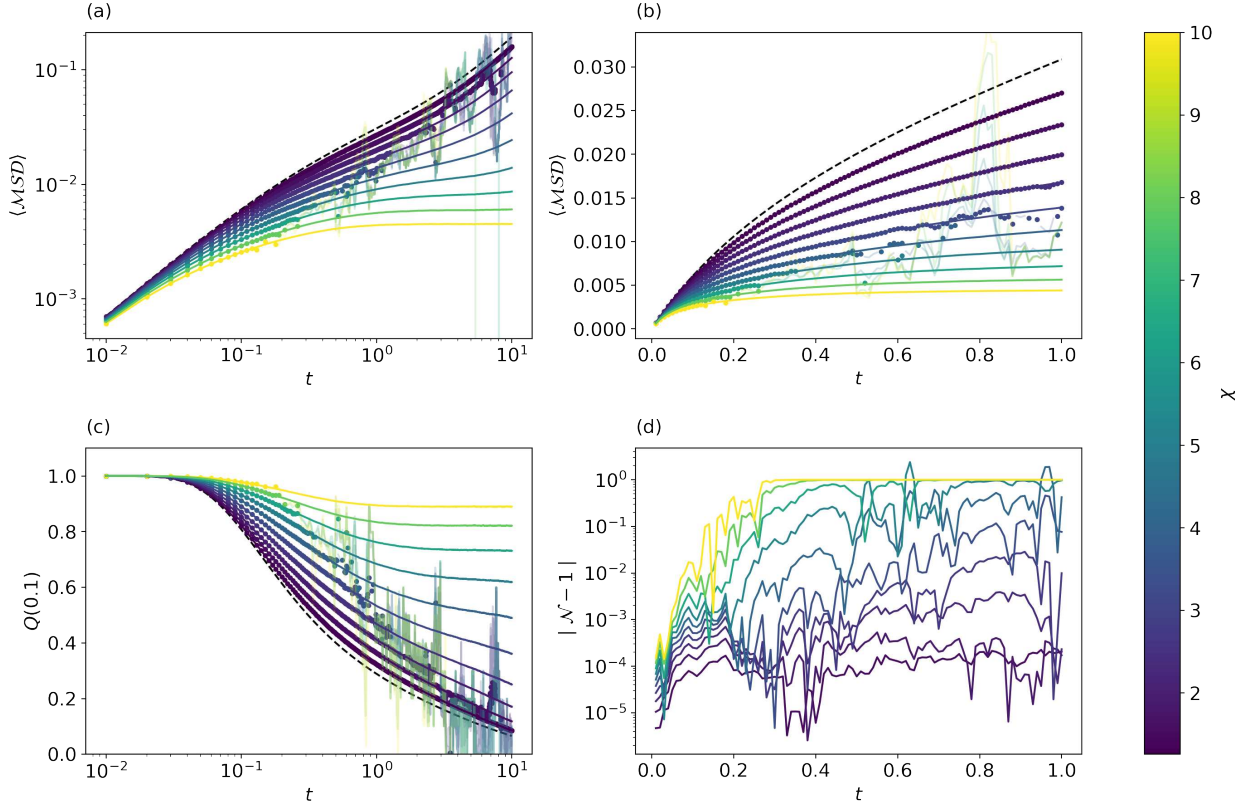 (a)
(b)
10⁻¹
10⁻²
10⁻³
⟨MSD⟩
10⁻² 10⁻¹ 10⁰ 10¹
t
0.030
0.025
0.020
0.015
0.010
0.005
0.000
⟨MSD⟩
0.0 0.2 0.4 0.6 0.8 1.0
t
(c)
(d)
1.0
0.8
0.6
0.4
0.2
0.0
Q(0.1)
10⁻² 10⁻¹ 10⁰ 10¹
t
10⁰
10⁻¹
10⁻²
10⁻³
10⁻⁴
10⁻⁵
| 𝒩 − 1 |
0.0 0.2 0.4 0.6 0.8 1.0
t
10
9
8
7
6
5
4
3
2
χ